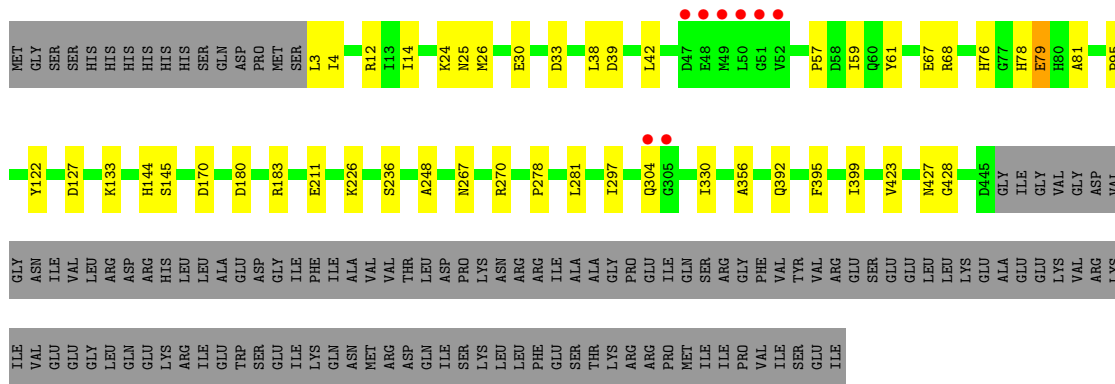 MET GLY SER SER HIS HIS HIS HIS HIS HIS SER GLN ASP PRO MET SER L3 I4 R12 I13 I14 K24 N25 M26 E30 D33 L38 D39 L42 D47 E48 M49 L50 G51 V52 P57 D58 I59 Q60 Y61 E67 R68 H76 G77 H78 E79 H80 A81
Y122 D127 K133 H144 S145 D170 D180 R183 E211 K226 S236 A248 N267 R270 P278 L281 I297 Q304 G305 I330 A356 Q392 F395 I399 V423 N427 G428 D445 GLY ILE GLY VAL GLY ASP VAL
GLY ASN ILE VAL LEU ARG ASP ARG HIS LEU LEU ALA GLU ASP GLY ILE PHE ILE ALA VAL VAL THR LEU ASP PRO LYS ASN ARG ARG ILE ALA ALA GLY PRO GLU ILE GLN SER ARG GLY PHE VAL TYR VAL ARG GLU SER GLU GLU LEU LEU LYS GLU ALA GLU GLU LYS VAL ARG LYS
ILE VAL GLU GLU GLY LEU GLN GLU LYS ARG ILE GLU TRP SER GLU ILE LYS GLN ASN MET ARG ASP GLN ILE SER LYS LEU LEU PHE GLU SER THR LYS ARG ARG PRO MET ILE ILE PRO VAL ILE SER GLU ILE